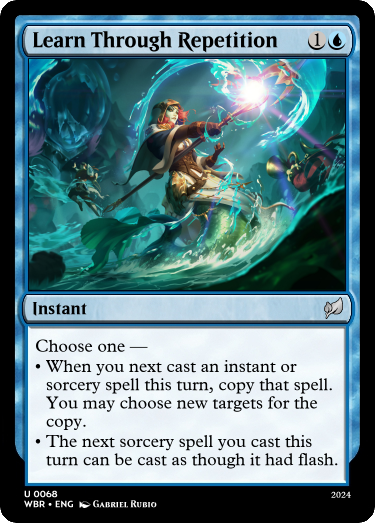 Learn Through Repetition 1
Instant
Choose one —
• When you next cast an instant or
sorcery spell this turn, copy that spell.
You may choose new targets for the
copy.
• The next sorcery spell you cast this
turn can be cast as though it had flash.
U 0068
2024
WBR • ENG Gabriel Rubio